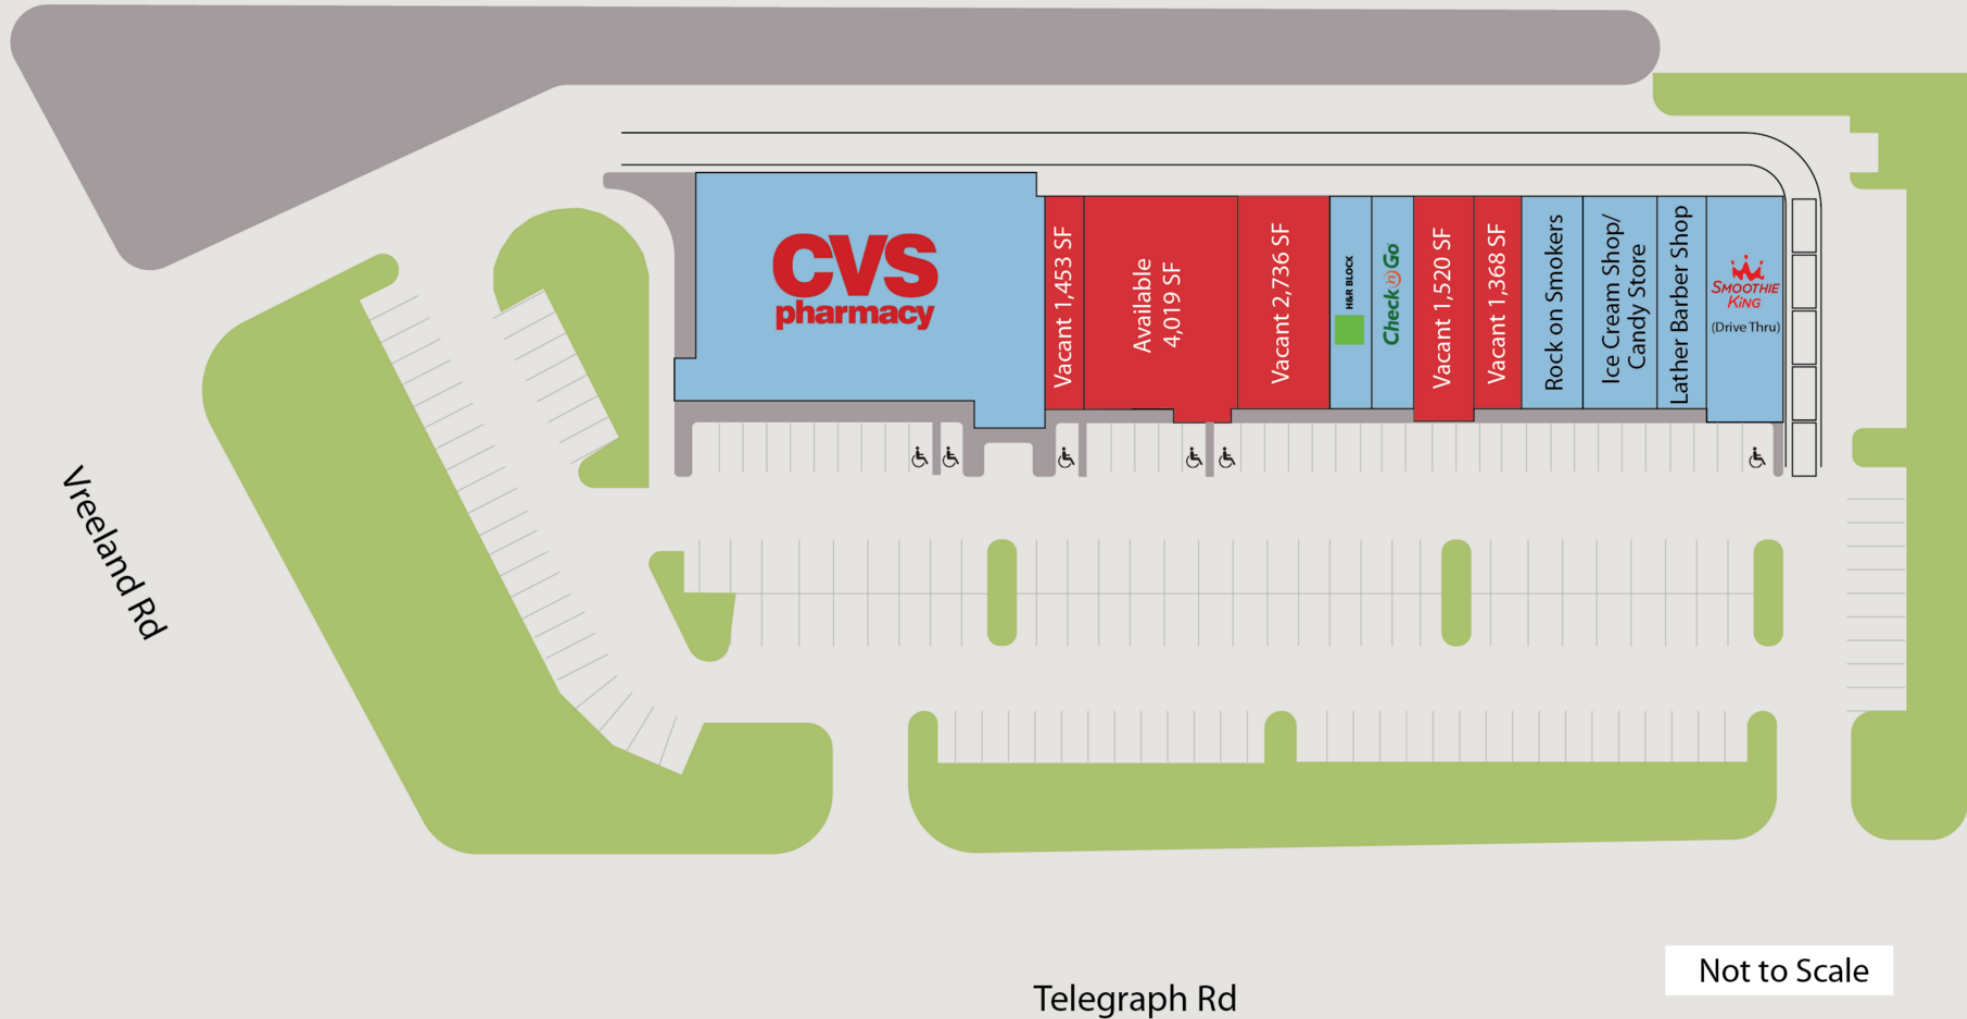 CVS
pharmacy
Vacant 1,453 SF
Available
4,019 SF
Vacant 2,736 SF
H&R BLOCK
Check n Go
Vacant 1,520 SF
Vacant 1,368 SF
Rock on Smokers
Ice Cream Shop/
Candy Store
Lather Barber Shop
SMOOTHIE
KING
(Drive Thru)
Vreeland Rd
Not to Scale
Telegraph Rd